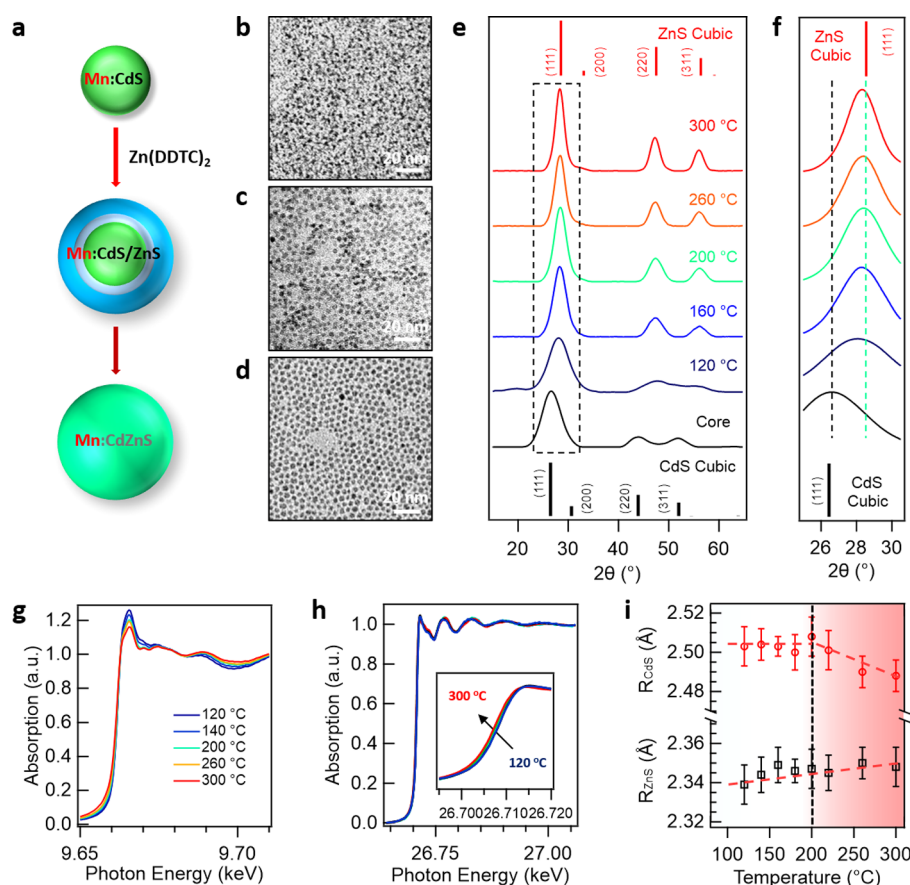 a
Mn:CdS
Zn(DDTC)2
Mn:CdS/ZnS
Mn:CdZnS
b
20 nm
c
20 nm
d
20 nm
e
ZnS Cubic
(111)
(200)
(220)
(311)
300 °C
260 °C
200 °C
160 °C
120 °C
Core
CdS Cubic
(111)
(200)
(220)
(311)
20 30 40 50 60
2θ (°)
f
ZnS
Cubic
(111)
(111)
CdS
Cubic
26 28 30
2θ (°)
g
Absorption (a.u.)
1.2
1.0
0.8
0.6
0.4
0.2
0.0
120 °C
140 °C
200 °C
260 °C
300 °C
9.65 9.70
Photon Energy (keV)
h
Absorption (a.u.)
1.0
0.8
0.6
0.4
0.2
0.0
300 °C
120 °C
26.700 26.710 26.720
26.75 27.00
Photon Energy (keV)
i
RCdS (Å)
2.52
2.50
2.48
RZnS (Å)
2.36
2.34
2.32
100 150 200 250 300
Temperature (°C)